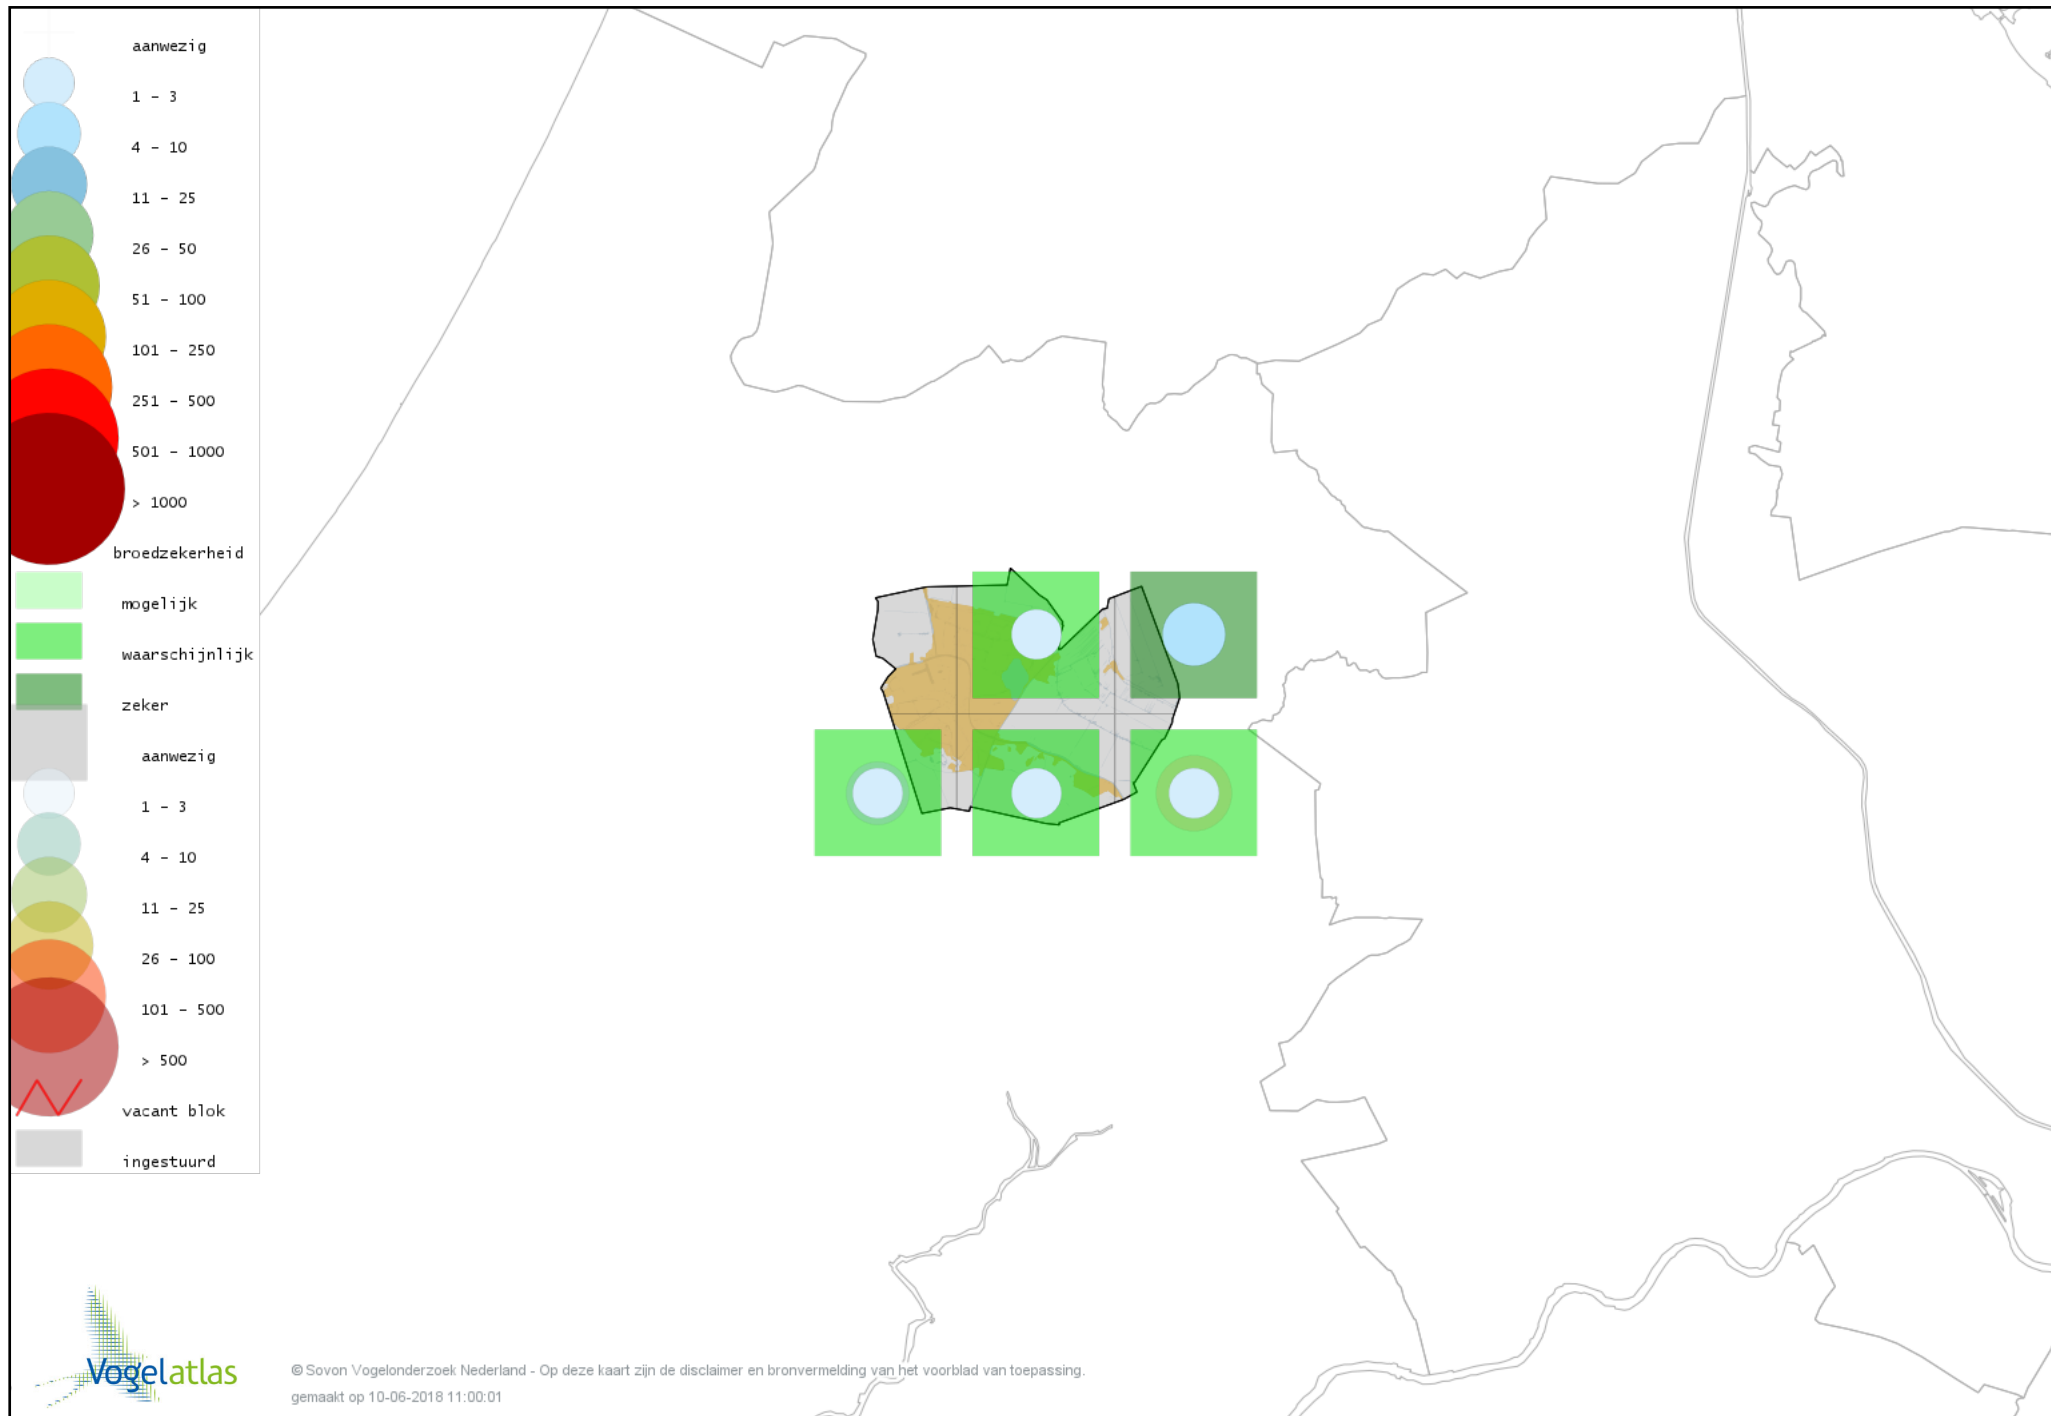 aanwezig
1 - 3
4 - 10
11 - 25
26 - 50
51 - 100
101 - 250
251 - 500
501 - 1000
> 1000
broedzekerheid
mogelijk
waarschijnlijk
zeker
aanwezig
1 - 3
4 - 10
11 - 25
26 - 100
101 - 500
> 500
vacant blok
ingestuurd
Vogelatlas
© Sovon Vogelonderzoek Nederland - Op deze kaart zijn de disclaimer en bronvermelding van het voorblad van toepassing.
gemaakt op 10-06-2018 11:00:01